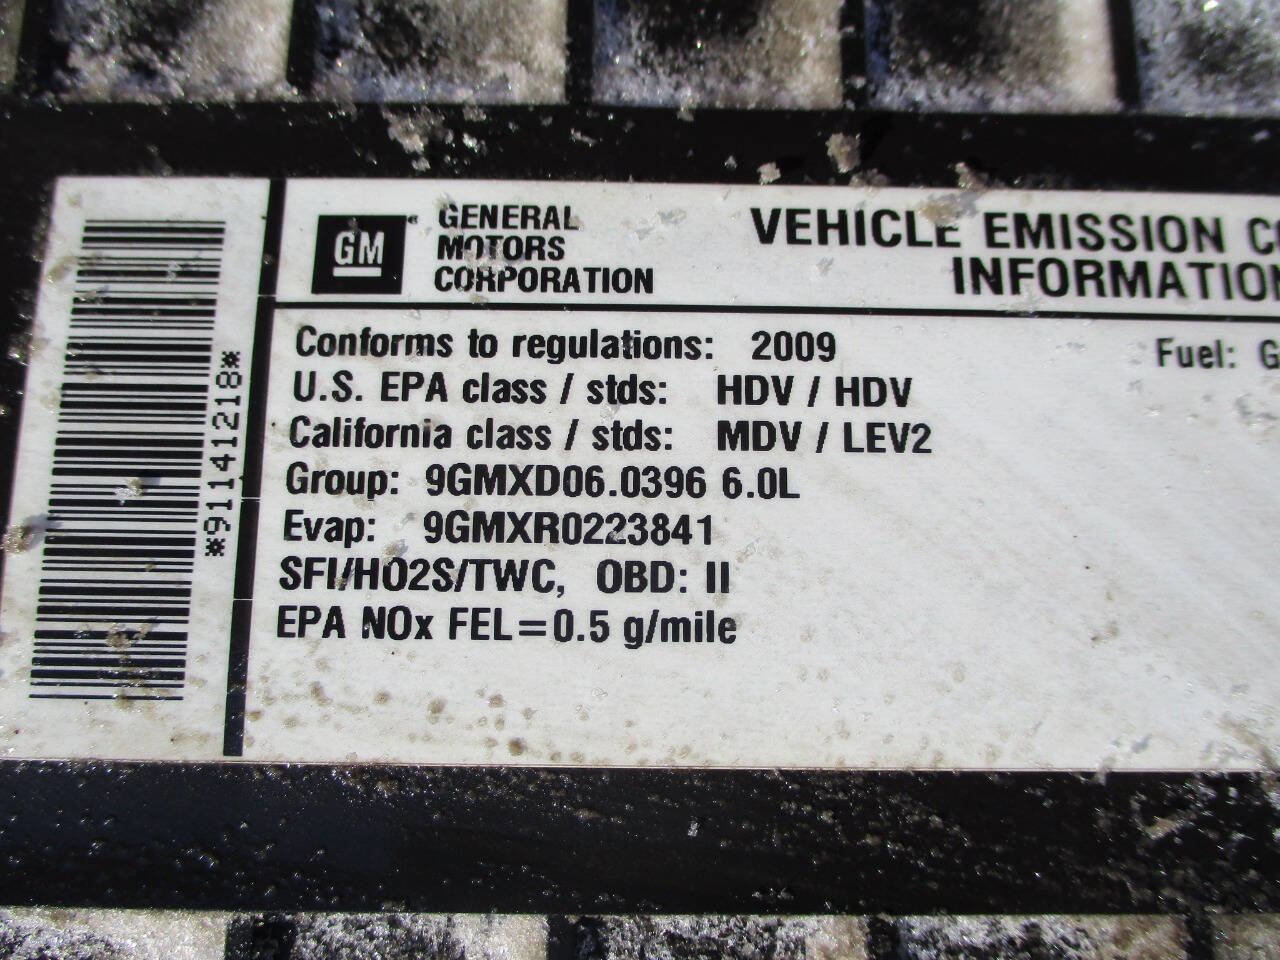 *91141218*
GM
GENERAL
MOTORS
CORPORATION
VEHICLE EMISSION
INFORMATION
Conforms to regulations: 2009
Fuel:
U.S. EPA class / stds: HDV / HDV
California class / stds: MDV / LEV2
Group: 9GMXD06.0396 6.0L
Evap: 9GMXR0223841
SFI/HO2S/TWC, OBD: II
EPA NOx FEL=0.5 g/mile